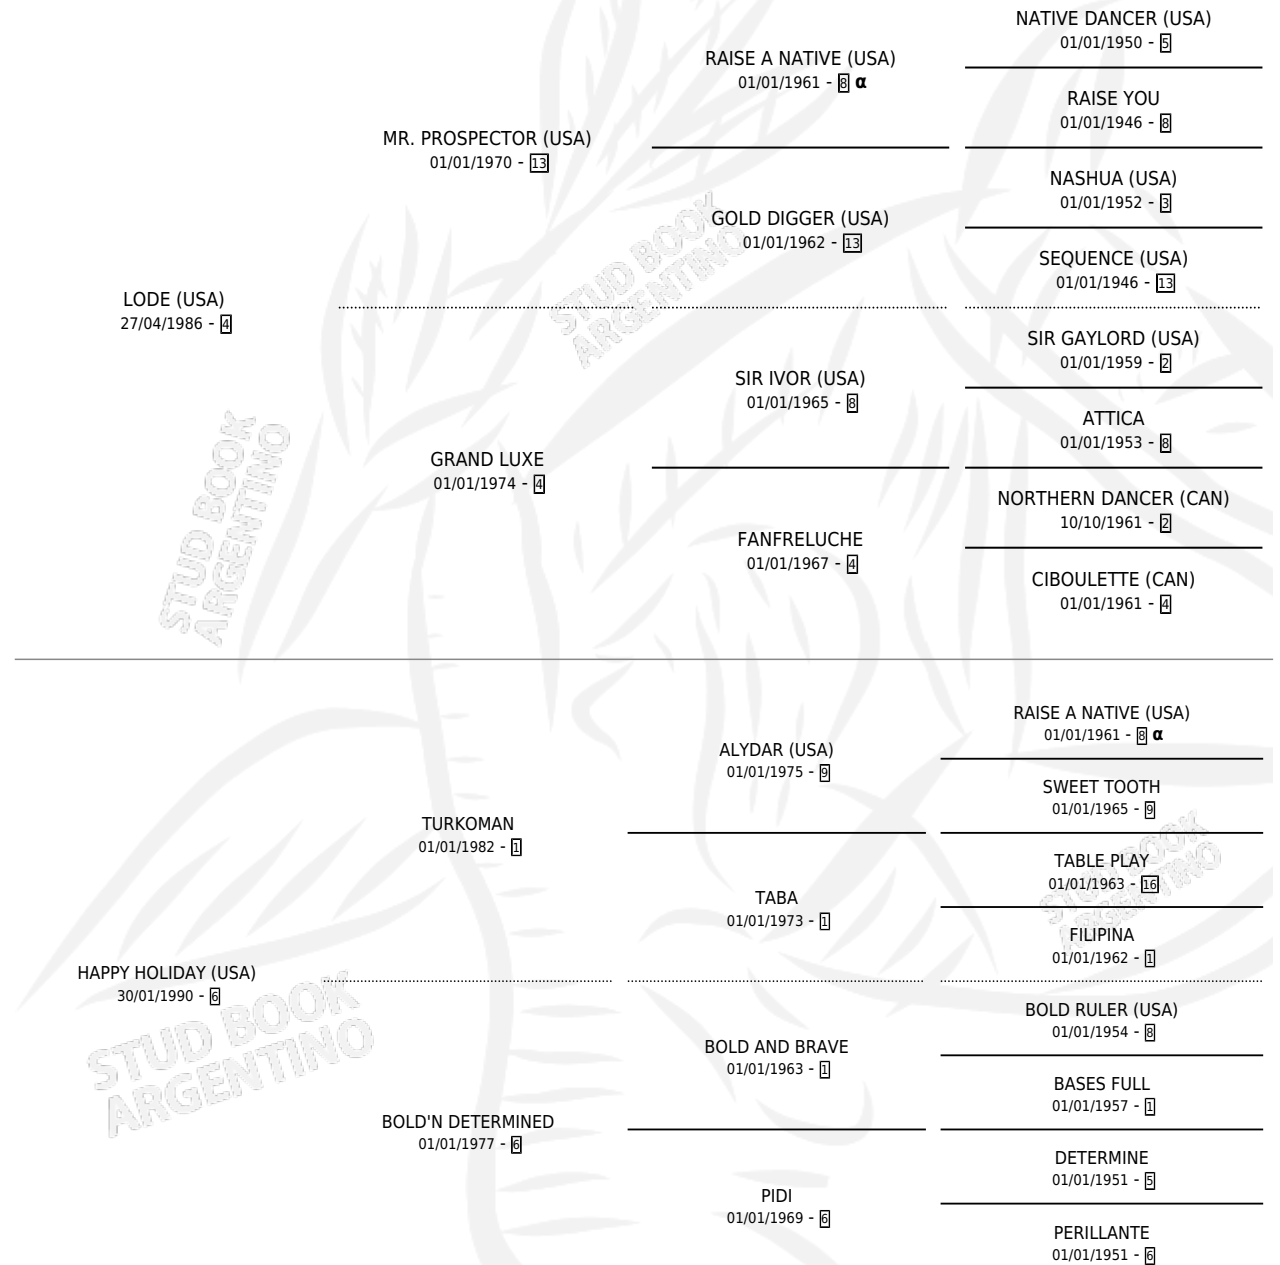 NATIVE DANCER (USA)
01/01/1950 - 5
RAISE A NATIVE (USA)
01/01/1961 - 8 α
RAISE YOU
01/01/1946 - 8
MR. PROSPECTOR (USA)
01/01/1970 - 13
NASHUA (USA)
01/01/1952 - 3
GOLD DIGGER (USA)
01/01/1962 - 13
SEQUENCE (USA)
01/01/1946 - 13
LODE (USA)
27/04/1986 - 4
SIR GAYLORD (USA)
01/01/1959 - 2
SIR IVOR (USA)
01/01/1965 - 8
ATTICA
01/01/1953 - 8
GRAND LUXE
01/01/1974 - 4
NORTHERN DANCER (CAN)
10/10/1961 - 2
FANFRELUCHE
01/01/1967 - 4
CIBOULETTE (CAN)
01/01/1961 - 4
RAISE A NATIVE (USA)
01/01/1961 - 8 α
ALYDAR (USA)
01/01/1975 - 9
SWEET TOOTH
01/01/1965 - 9
TURKOMAN
01/01/1982 - 1
TABLE PLAY
01/01/1963 - 16
TABA
01/01/1973 - 1
FILIPINA
01/01/1962 - 1
HAPPY HOLIDAY (USA)
30/01/1990 - 6
BOLD RULER (USA)
01/01/1954 - 8
BOLD AND BRAVE
01/01/1963 - 1
BASES FULL
01/01/1957 - 1
BOLD'N DETERMINED
01/01/1977 - 6
DETERMINE
01/01/1951 - 5
PIDI
01/01/1969 - 6
PERILLANTE
01/01/1951 - 6
STUD BOOK
ARGENTINO
STUD BOOK
ARGENTINO
STUD BOOK
ARGENTINO
STUD BOOK
ARGENTINO